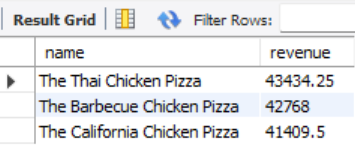 Result Grid Filter Rows:
name revenue
The Thai Chicken Pizza 43434.25
The Barbecue Chicken Pizza 42768
The California Chicken Pizza 41409.5